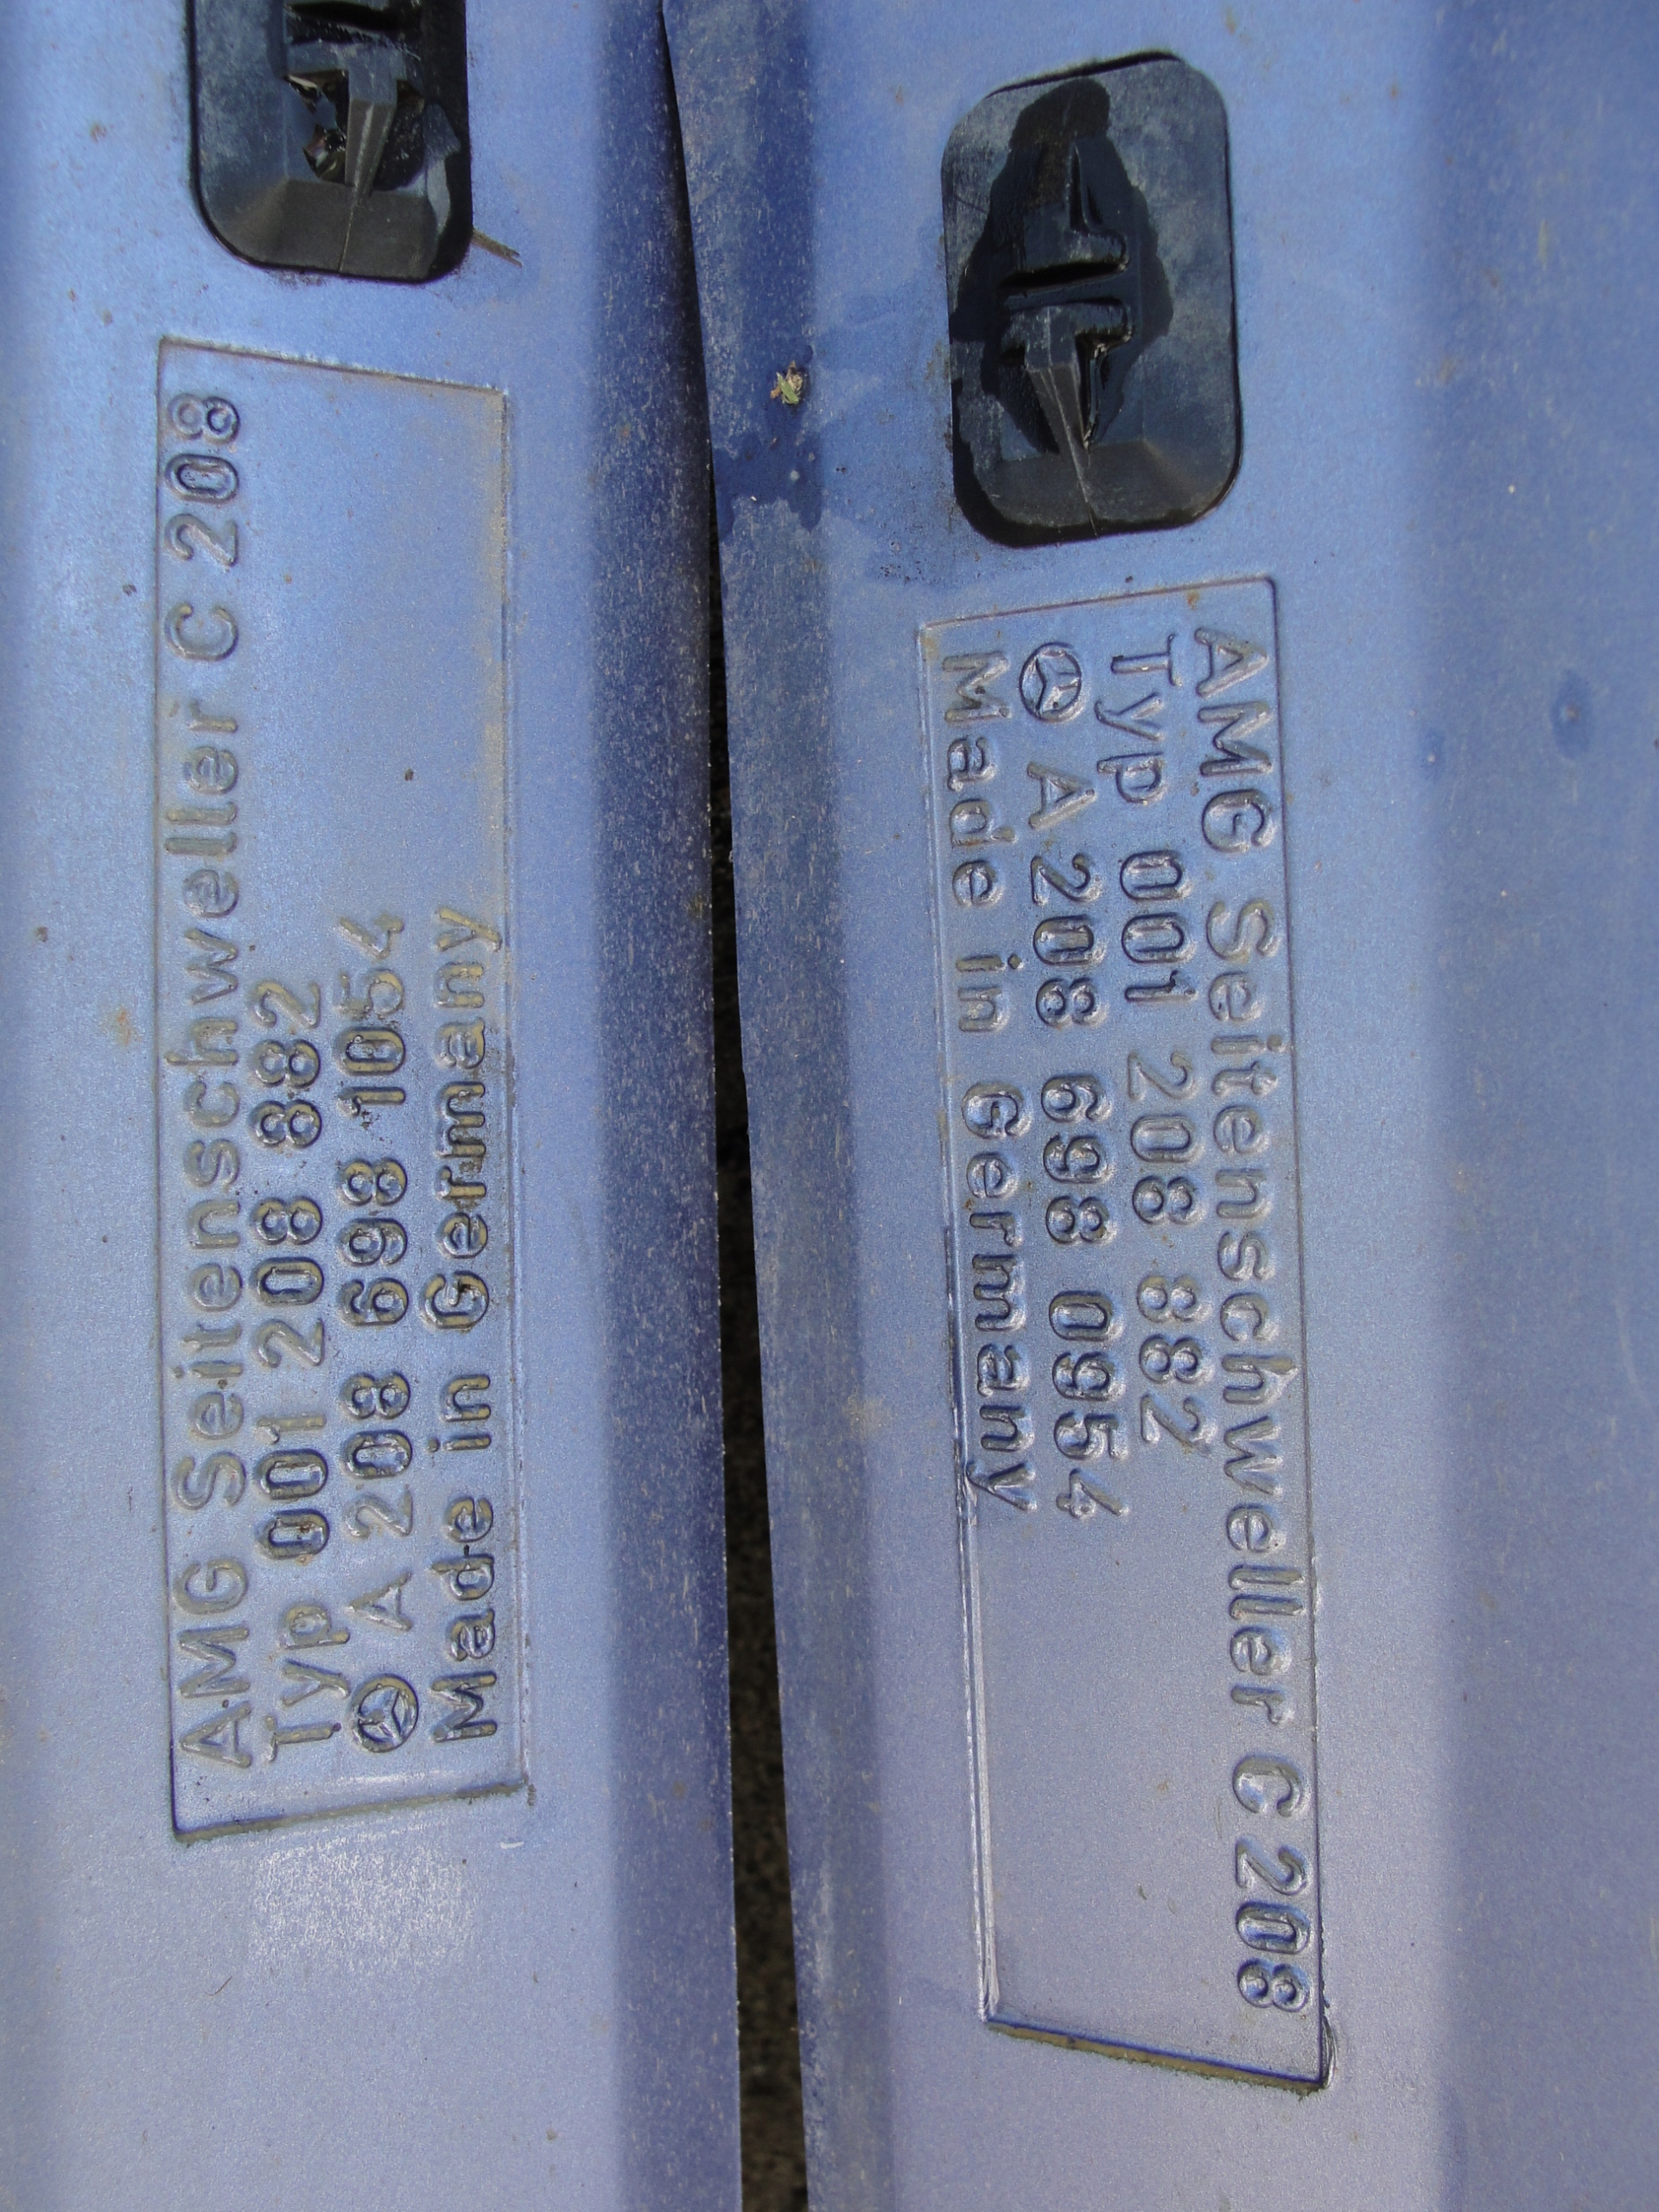 AMG Seitenschweller C 208
Typ 001 208 882
A 208 698 1054
Made in Germany
AMG Seitenschweller C 208
Typ 001 208 882
A 208 698 0954
Made in Germany